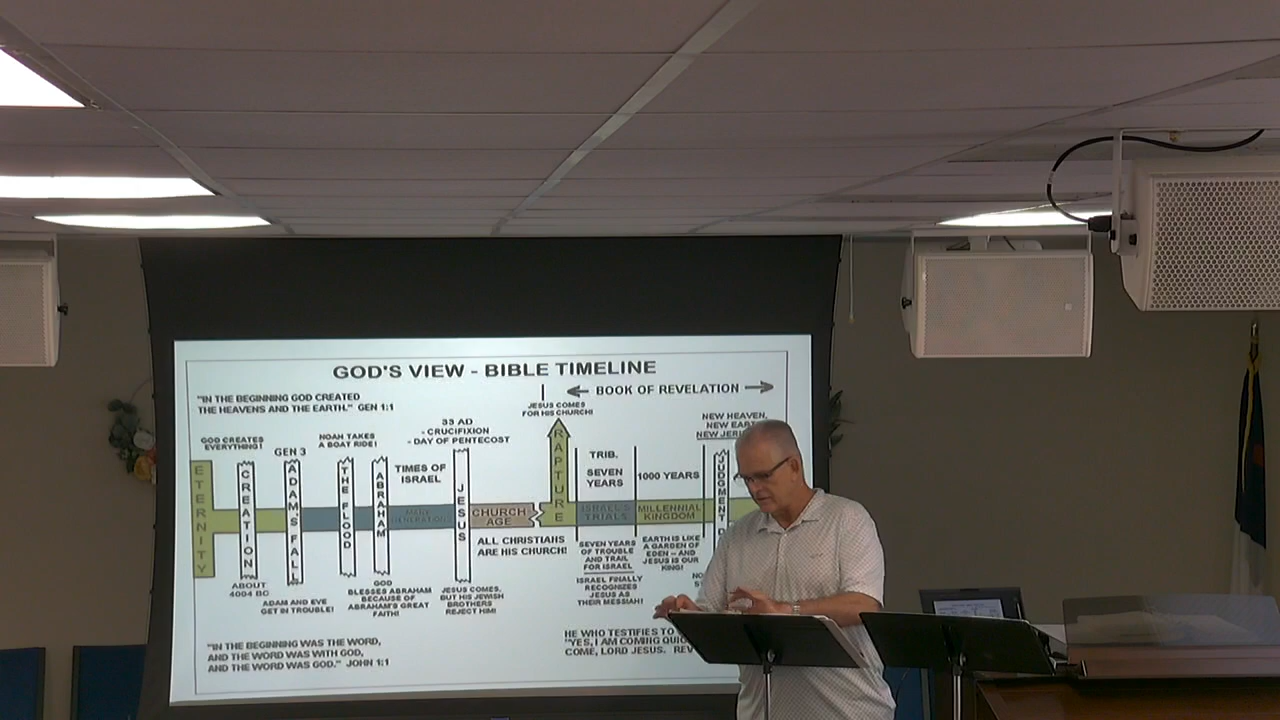 GOD'S VIEW - BIBLE TIMELINE
"IN THE BEGINNING GOD CREATED
THE HEAVENS AND THE EARTH." GEN 1:1
BOOK OF REVELATION
JESUS COMES
FOR HIS CHURCH!
GOD CREATES
EVERYTHING!
GEN 3
NOAH TAKES
A BOAT RIDE!
33 AD
- CRUCIFIXION
- DAY OF PENTECOST
NEW HEAVEN,
NEW
NEW
ETERNITY
CREATION
ADAM'S FALL
THE FLOOD
ABRAHAM
TIMES OF
ISRAEL
JESUS
CHURCH
AGE
RAPTURE
TRIB.
SEVEN
YEARS
1000 YEARS
ISRAEL'S
TRIALS
MILLENNIAL
KINGDOM
JUDGMENT
ALL CHRISTIANS
ARE HIS CHURCH!
ABOUT
4004 BC
ADAM AND EVE
GET IN TROUBLE!
GOD
BLESSES ABRAHAM
BECAUSE OF
ABRAHAM'S GREAT
FAITH!
JESUS COMES,
BUT HIS JEWISH
BROTHERS
REJECT HIM!
SEVEN YEARS
OF TROUBLE
AND TRAIL
FOR ISRAEL
ISRAEL FINALLY
RECOGNIZES
JESUS AS
THEIR MESSIAH!
EARTH IS LIKE
A GARDEN OF
EDEN -- AND
JESUS IS OUR
KING!
"IN THE BEGINNING WAS THE WORD,
AND THE WORD WAS WITH GOD,
AND THE WORD WAS GOD." JOHN 1:1
HE WHO TESTIFIES TO
"YES, I AM COMING
COME, LORD JESUS. REV